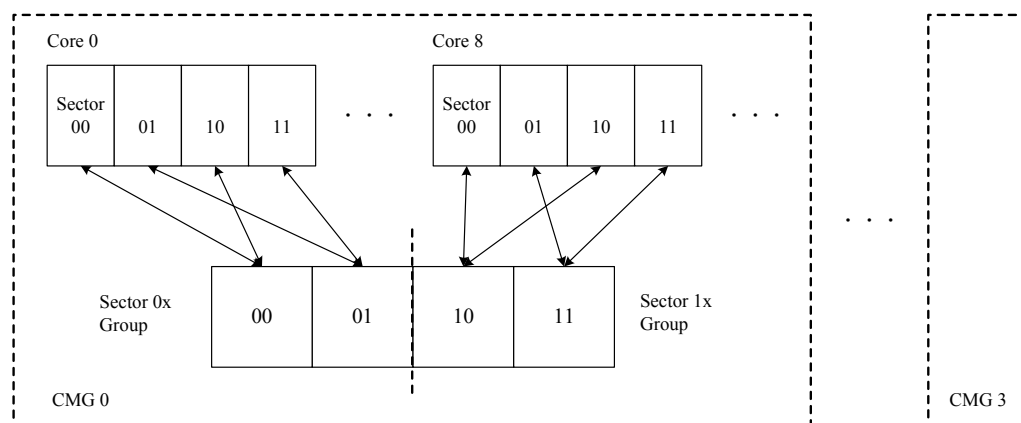 Core 0
Core 8
Sector
00
01
10
11
. . .
Sector
00
01
10
11
. . .
. . .
Sector 0x
Group
00
01
10
11
Sector 1x
Group
CMG 0
CMG 3